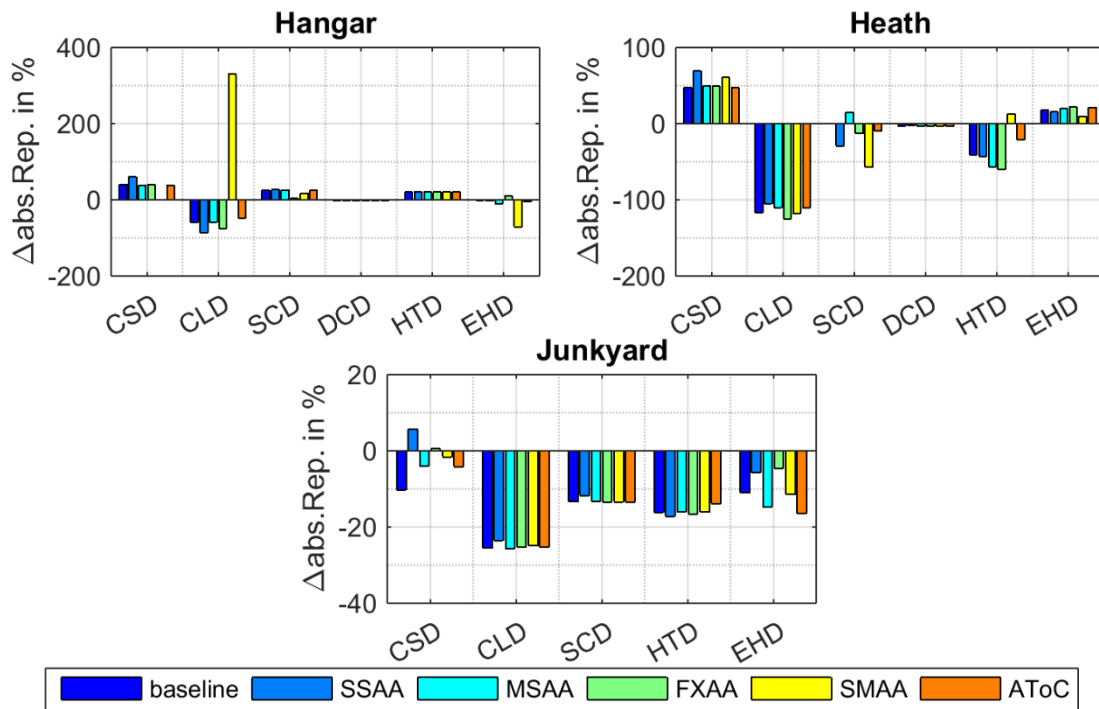 Hangar
Δabs.Rep. in %
400
200
0
-200
CSD CLD SCD DCD HTD EHD
Heath
Δabs.Rep. in %
100
0
-100
-200
CSD CLD SCD DCD HTD EHD
Junkyard
Δabs.Rep. in %
20
0
-20
-40
CSD CLD SCD HTD EHD
baseline SSAA MSAA FXAA SMAA AToC